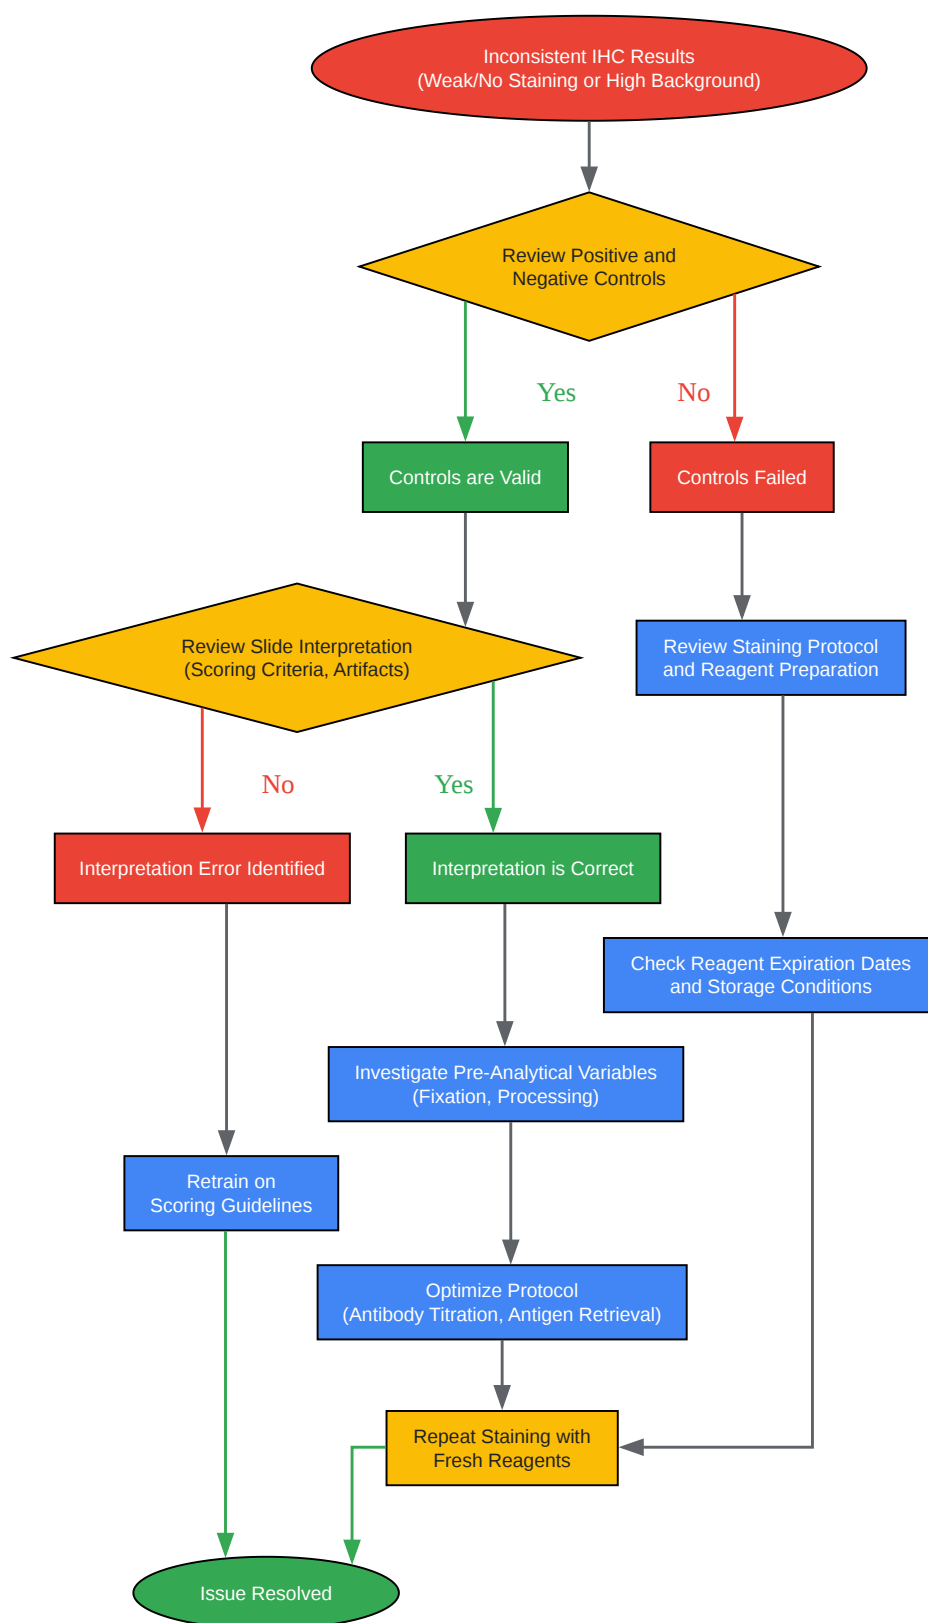 Inconsistent IHC Results
(Weak/No Staining or High Background)
Review Positive and
Negative Controls
Yes
No
Controls are Valid
Controls Failed
Review Slide Interpretation
(Scoring Criteria, Artifacts)
Review Staining Protocol
and Reagent Preparation
No
Yes
Interpretation Error Identified
Interpretation is Correct
Check Reagent Expiration Dates
and Storage Conditions
Investigate Pre-Analytical Variables
(Fixation, Processing)
Retrain on
Scoring Guidelines
Optimize Protocol
(Antibody Titration, Antigen Retrieval)
Repeat Staining with
Fresh Reagents
Issue Resolved